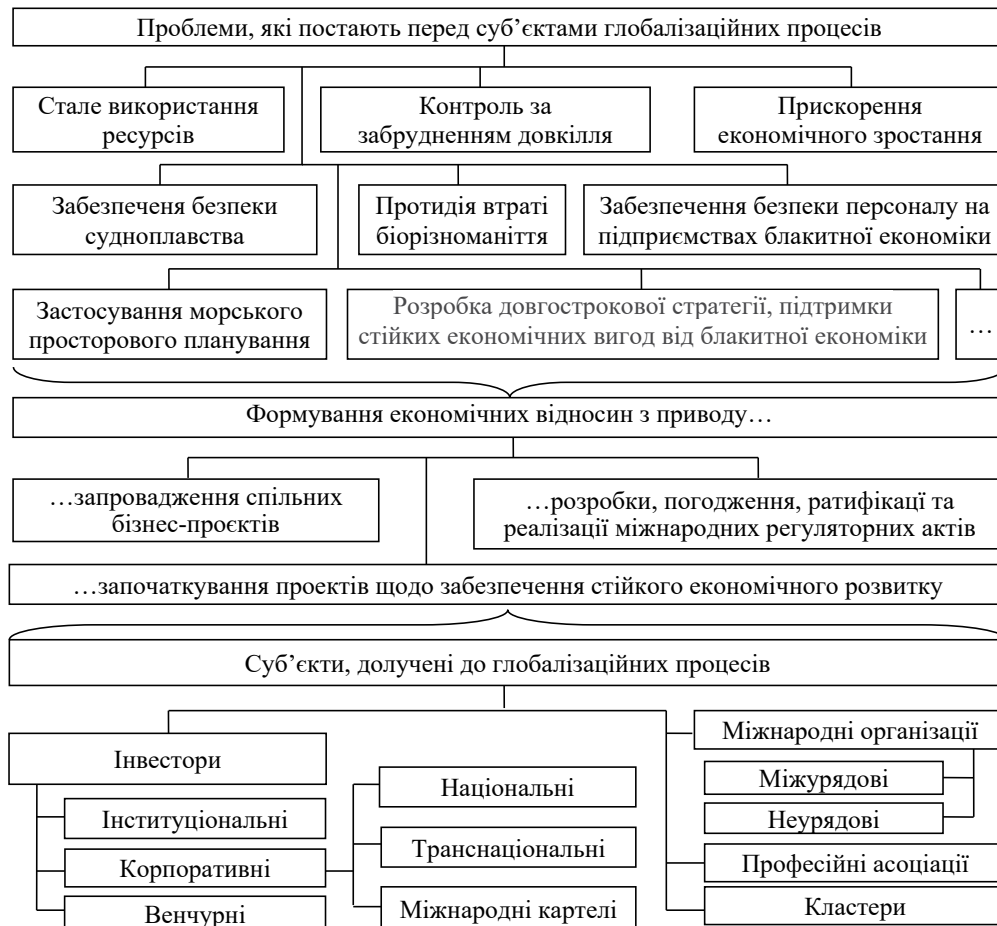 Проблеми, які постають перед суб’єктами глобалізаційних процесів
Стале використання
ресурсів
Контроль за
забрудненням довкілля
Прискорення
економічного зростання
Забезпеченя безпеки
судноплавства
Протидія втраті
біорізноманіття
Забезпечення безпеки персоналу на
підприємствах блакитної економіки
Застосування морського
просторового планування
Розробка довгострокової стратегії, підтримки
стійких економічних вигод від блакитної економіки
…
Формування економічних відносин з приводу…
…запровадження спільних
бізнес-проєктів
…розробки, погодження, ратифікації та
реалізації міжнародних регуляторних актів
…започаткування проектів щодо забезпечення стійкого економічного розвитку
Суб’єкти, долучені до глобалізаційних процесів
Інвестори
Інституціональні
Корпоративні
Венчурні
Національні
Транснаціональні
Міжнародні картелі
Міжнародні організації
Міжурядові
Неурядові
Професійні асоціації
Кластери